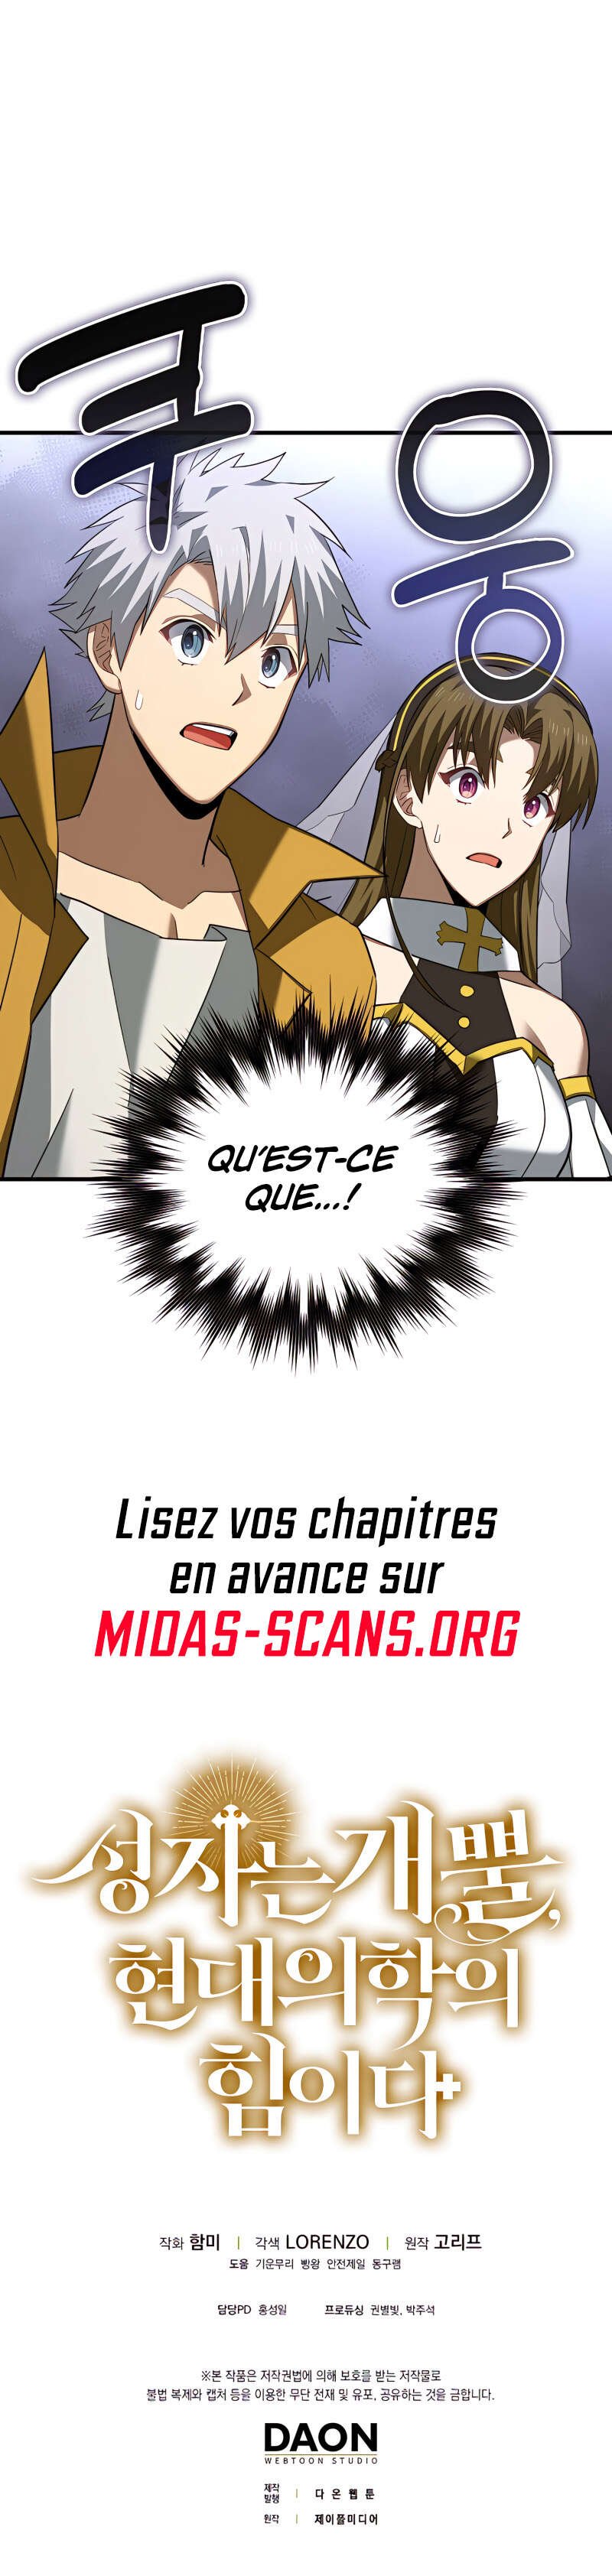 쿠웅
QU'EST-CE
QUE...!
Lisez vos chapitres
en avance sur
MIDAS-SCANS.ORG
성자는 개뿔,
현대의학의
힘이다
작화 함미 | 각색 LORENZO | 원작 고리프
도움 기운무리 빵왕 안전제일 동구램
담당PD 홍성일 프로듀싱 권별빛, 박주석
※본 작품은 저작권법에 의해 보호를 받는 저작물로
불법 복제와 캡처 등을 이용한 무단 전재 및 유포, 공유하는 것을 금합니다.
DAON
WEBTOON STUDIO
제작
발행 | 다온웹툰
원작 | 제이플미디어